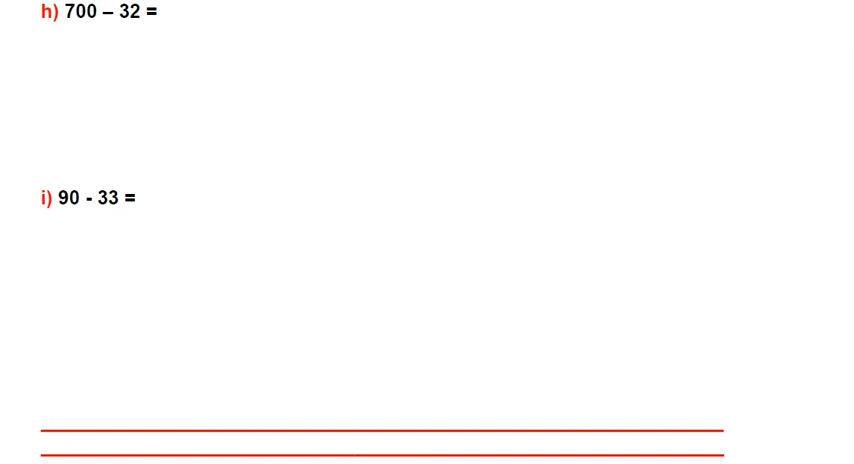 h) 700 – 32 =
i) 90 - 33 =